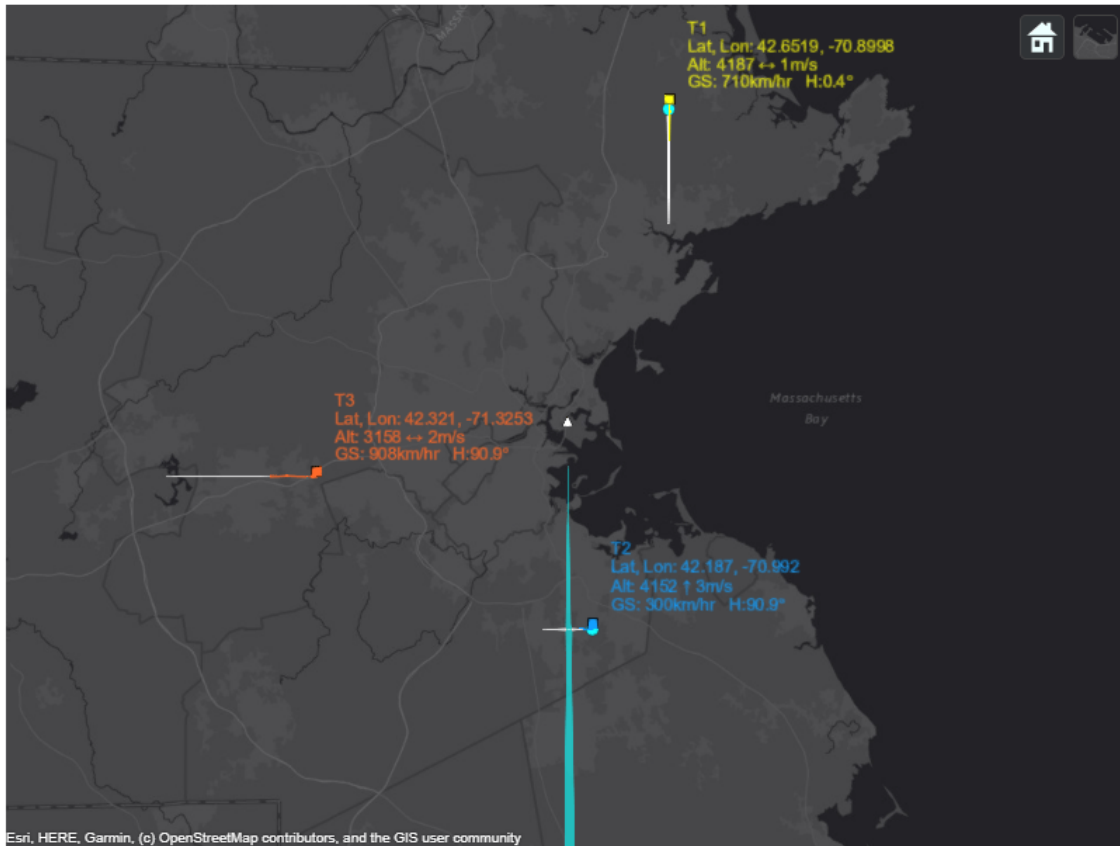 T1
Lat, Lon: 42.6519, -70.8998
Alt: 4187 ↔ 1m/s
GS: 710km/hr H:0.4°
Massachusetts
Bay
T3
Lat, Lon: 42.321, -71.3253
Alt: 3158 ↔ 2m/s
GS: 908km/hr H:90.9°
T2
Lat, Lon: 42.187, -70.992
Alt: 4152 ↑ 3m/s
GS: 300km/hr H:90.9°
Esri, HERE, Garmin, (c) OpenStreetMap contributors, and the GIS user community